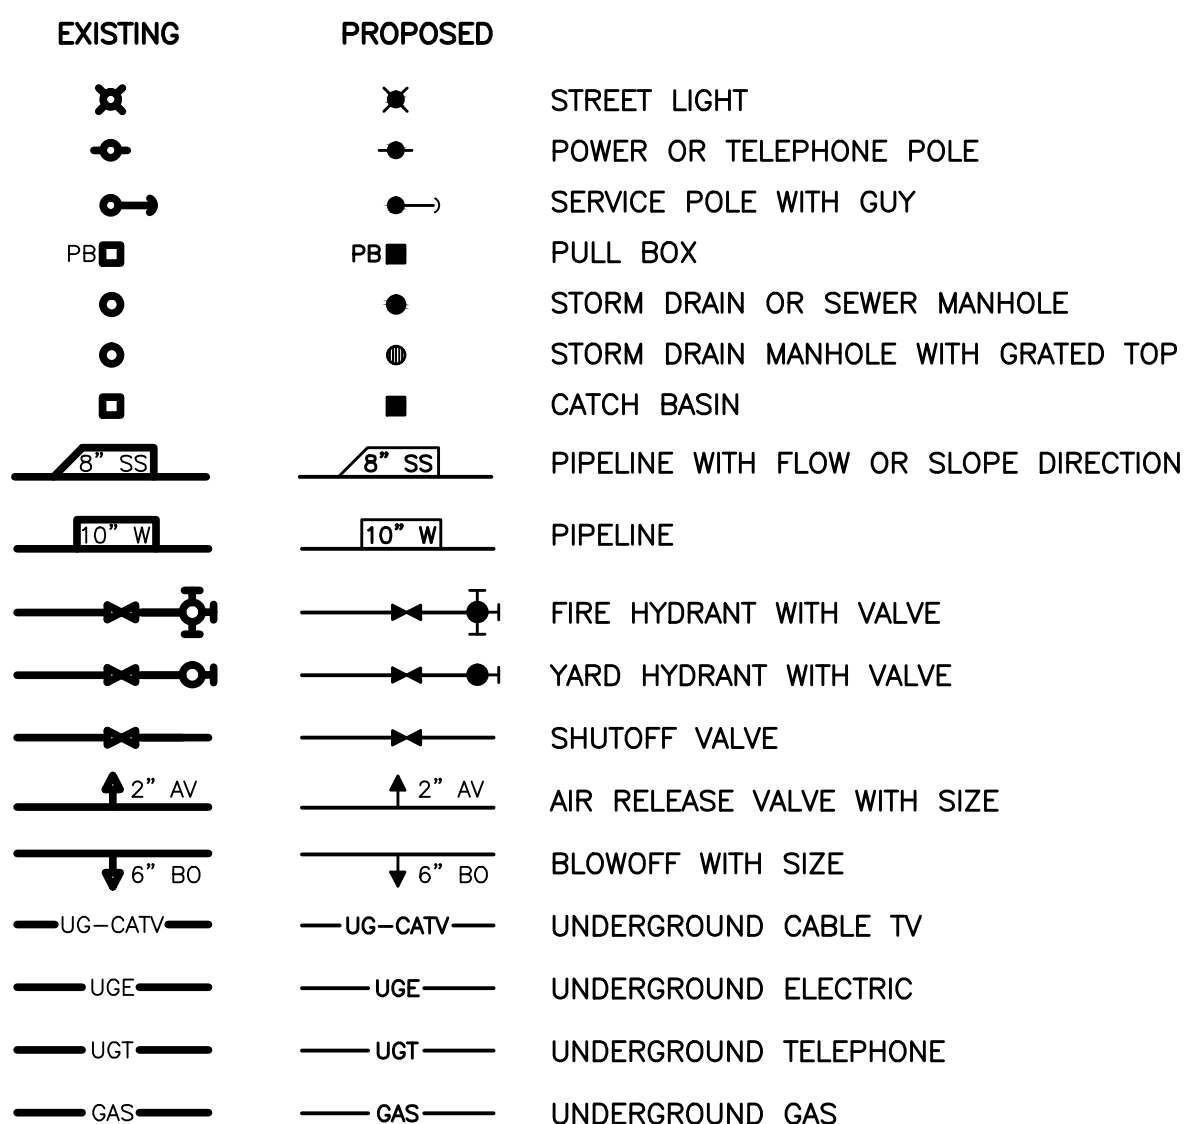 EXISTING PROPOSED
STREET LIGHT
POWER OR TELEPHONE POLE
SERVICE POLE WITH GUY
PB PB PULL BOX
STORM DRAIN OR SEWER MANHOLE
STORM DRAIN MANHOLE WITH GRATED TOP
CATCH BASIN
8" SS 8" SS PIPELINE WITH FLOW OR SLOPE DIRECTION
10" W 10" W PIPELINE
FIRE HYDRANT WITH VALVE
YARD HYDRANT WITH VALVE
SHUTOFF VALVE
2" AV 2" AV AIR RELEASE VALVE WITH SIZE
6" BO 6" BO BLOWOFF WITH SIZE
UG-CATV UG-CATV UNDERGROUND CABLE TV
UGE UGE UNDERGROUND ELECTRIC
UGT UGT UNDERGROUND TELEPHONE
GAS GAS UNDERGROUND GAS